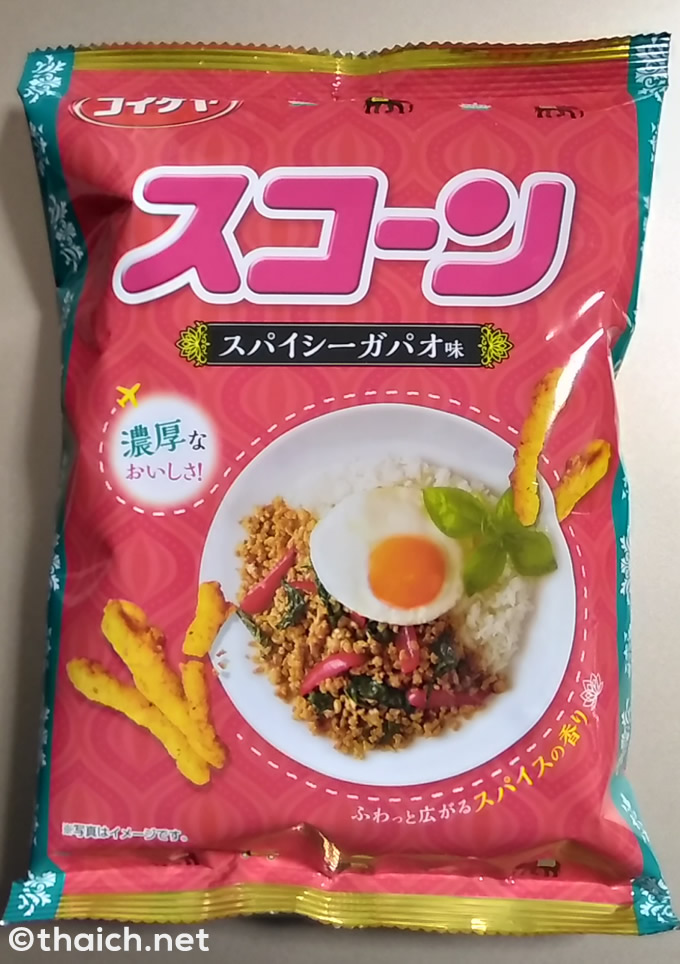 コイケヤ
スコーン
スパイシーガパオ味
濃厚な
おいしさ!
ふわっと広がるスパイスの香り
※写真はイメージです。
©thaich.net